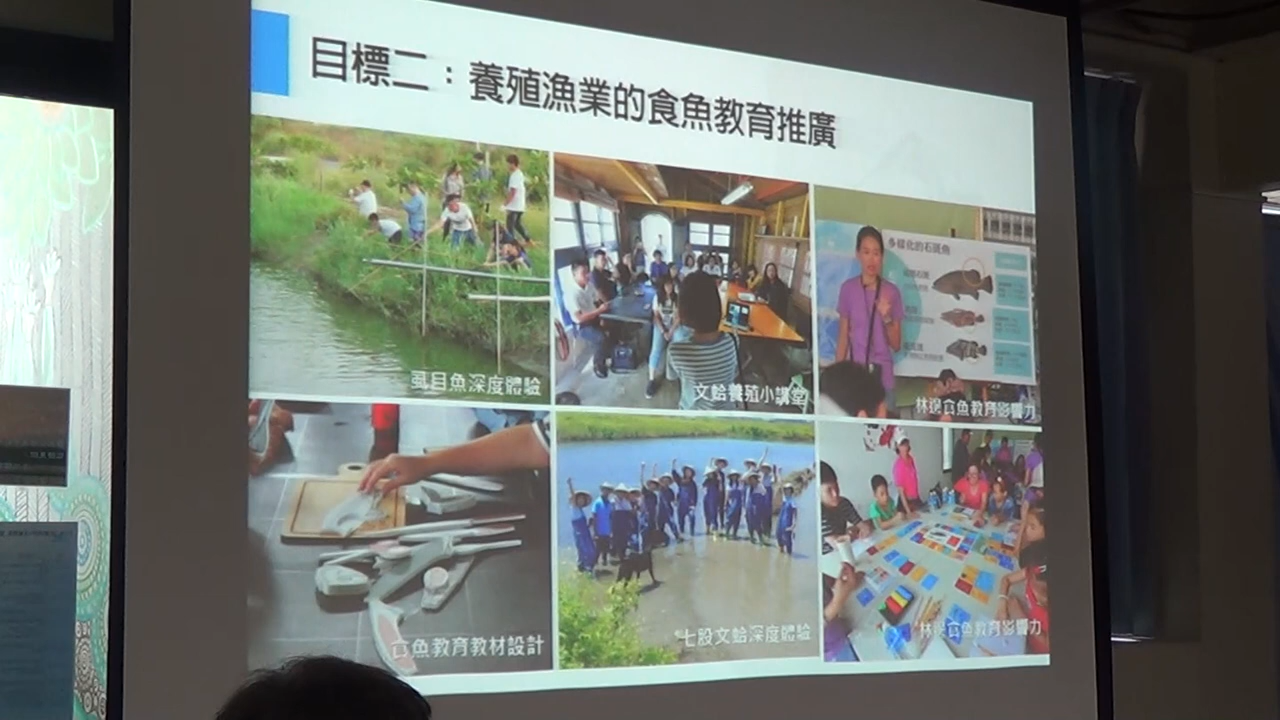 目標二：養殖漁業的食魚教育推廣
虱目魚深度體驗
文蛤養殖小講堂
多樣化的石斑魚
林邊食魚教育影響力
食魚教育教材設計
七股文蛤深度體驗
林邊食魚教育影響力